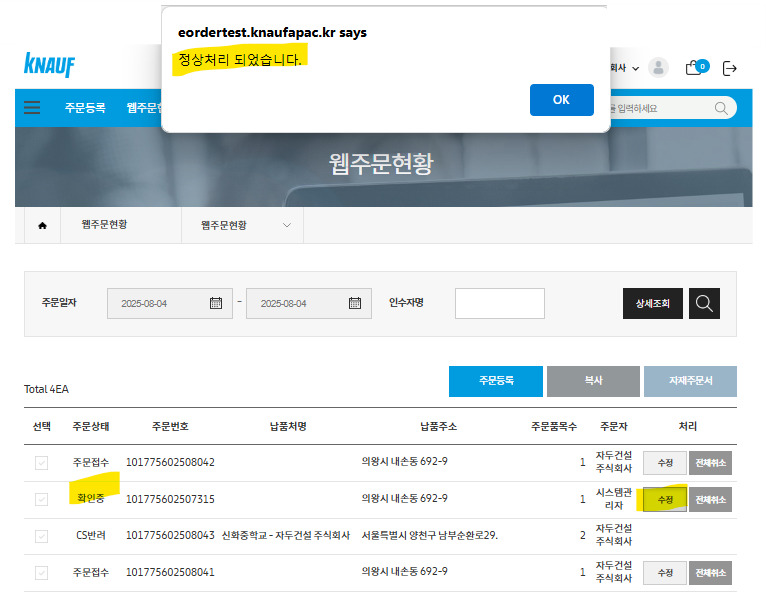 eordertest.knaufapac.kr says
정상처리 되었습니다.
OK
KNAUF
회사
0
주문등록
입력하세요
웹주문현황
웹주문현황
웹주문현황
주문일자
2025-08-04
-
2025-08-04
인수자명
상세조회
Total 4EA
주문등록
복사
자재주문서
선택 주문상태 주문번호 납품처명 납품주소 주문품목수 주문자 처리
주문접수 101775602508042 의왕시 내손동 692-9 1 자두건설 주식회사 수정 전체취소
확인중 101775602507315 의왕시 내손동 692-9 1 시스템관리자 수정 전체취소
CS반려 101775602508043 신화중학교 - 자두건설 주식회사 서울특별시 양천구 남부순환로29. 2 자두건설 주식회사
주문접수 101775602508041 의왕시 내손동 692-9 1 자두건설 주식회사 수정 전체취소